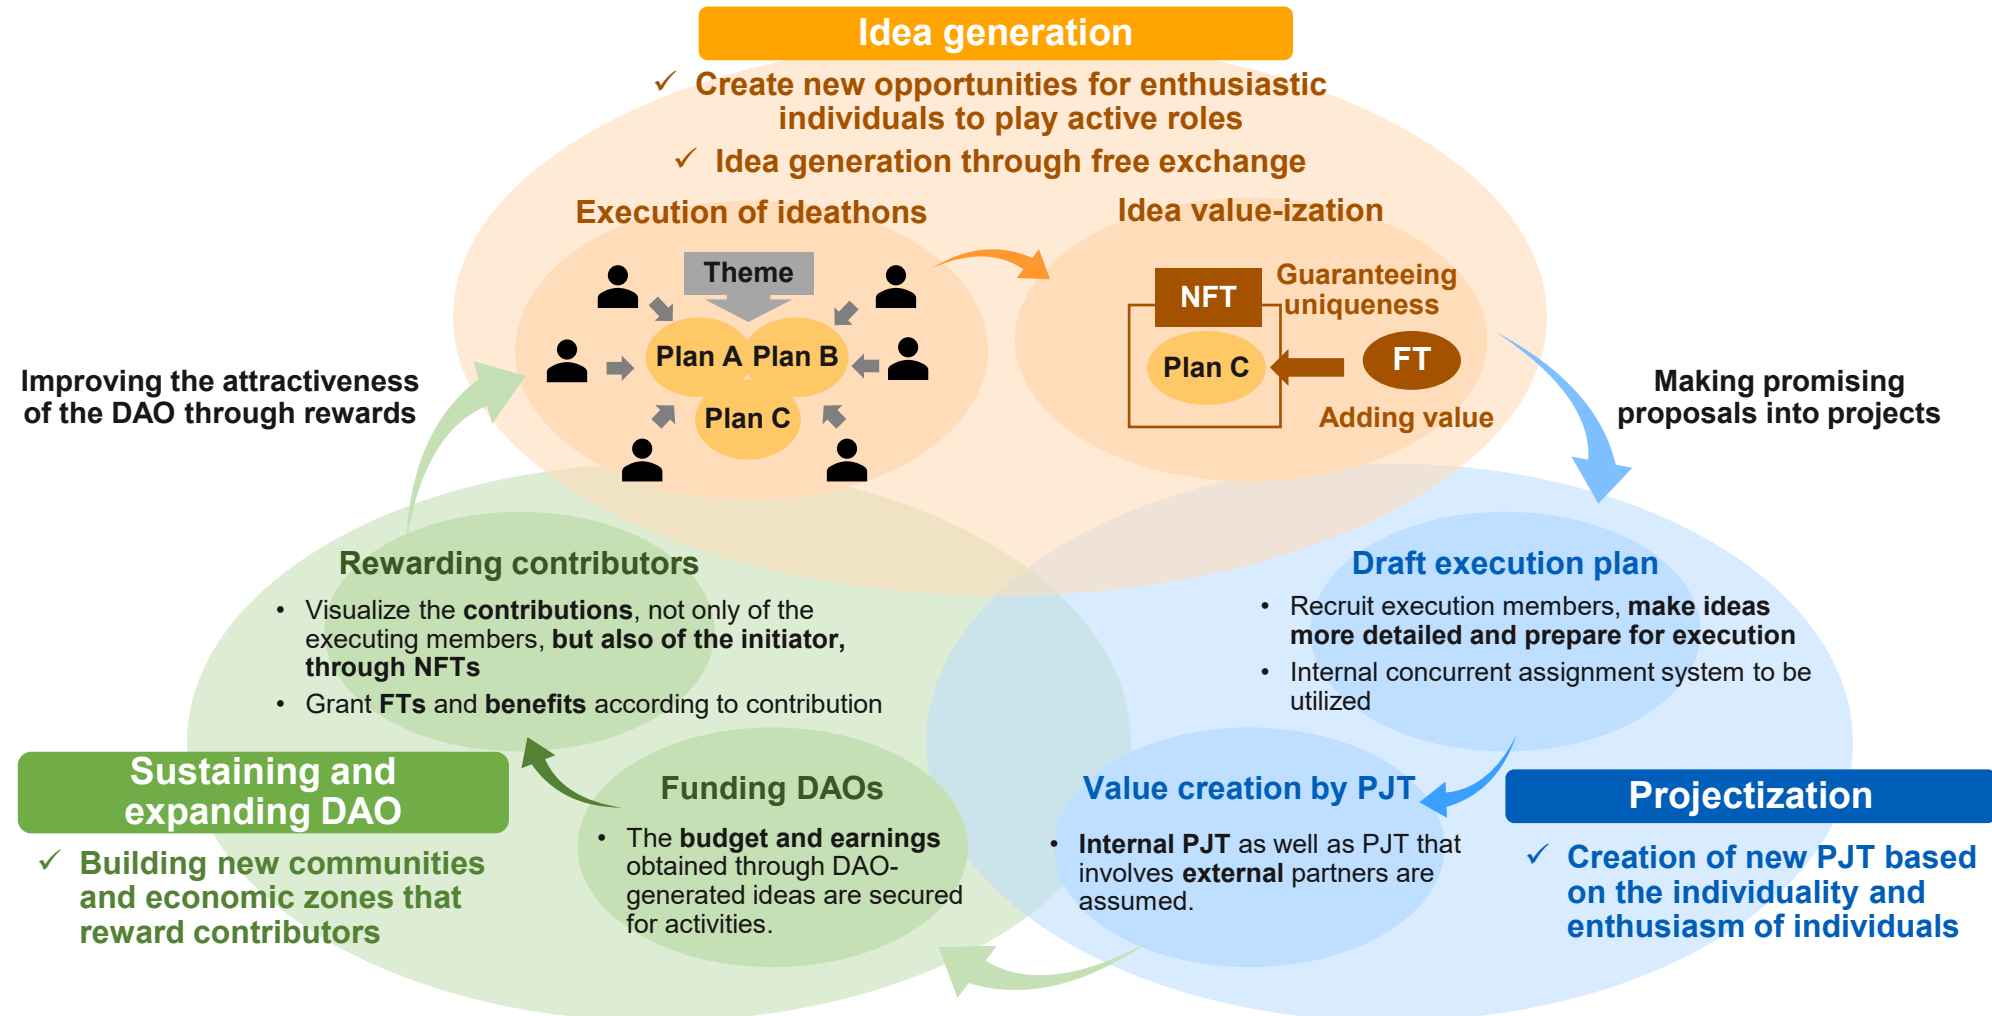 Idea generation
✓ Create new opportunities for enthusiastic
individuals to play active roles
✓ Idea generation through free exchange
Execution of ideathons
Theme
Plan A
Plan B
Plan C
Idea value-ization
NFT
Guaranteeing
uniqueness
Plan C
FT
Adding value
Improving the attractiveness
of the DAO through rewards
Making promising
proposals into projects
Rewarding contributors
• Visualize the contributions, not only of the
executing members, but also of the initiator,
through NFTs
• Grant FTs and benefits according to contribution
Draft execution plan
• Recruit execution members, make ideas
more detailed and prepare for execution
• Internal concurrent assignment system to be
utilized
Sustaining and
expanding DAO
✓ Building new communities
and economic zones that
reward contributors
Funding DAOs
• The budget and earnings
obtained through DAO-
generated ideas are secured
for activities.
Value creation by PJT
• Internal PJT as well as PJT that
involves external partners are
assumed.
Projectization
✓ Creation of new PJT based
on the individuality and
enthusiasm of individuals